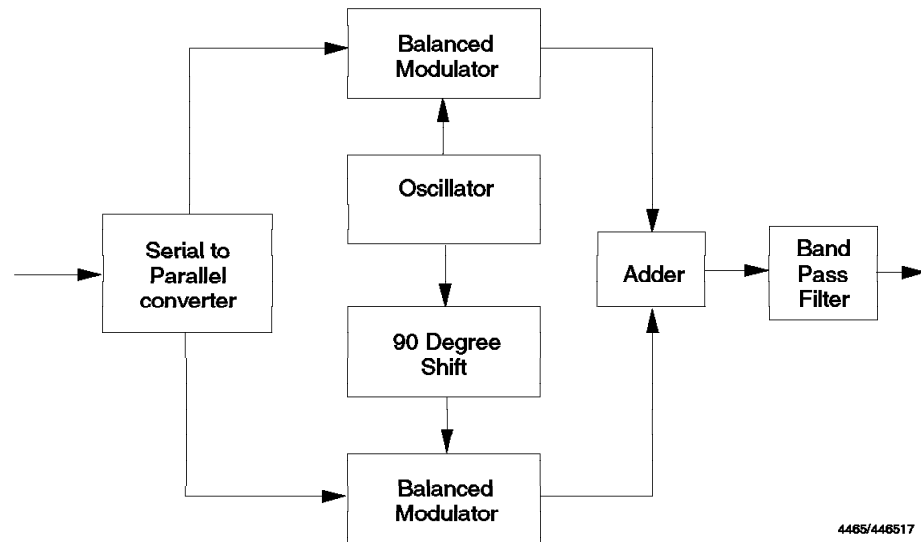 Balanced
Modulator
Oscillator
Serial to
Parallel
converter
Adder
Band
Pass
Filter
90 Degree
Shift
Balanced
Modulator
4465/446517